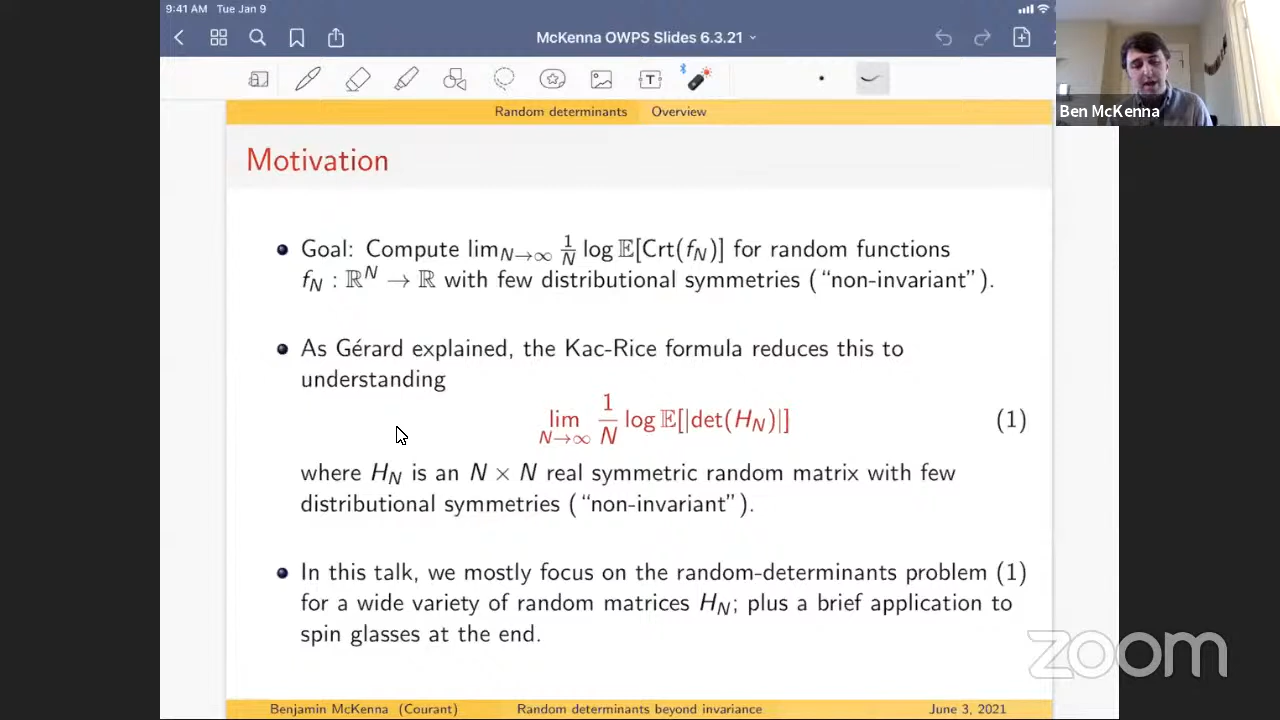 9:41 AM Tue Jan 9
McKenna OWPS Slides 6.3.21
Ben McKenna
Random determinants Overview
Motivation
Goal: Compute lim_{N→∞} 1/N log 𝔼[Crt(f_N)] for random functions
f_N : ℝ^N → ℝ with few distributional symmetries (“non-invariant”).
As Gérard explained, the Kac-Rice formula reduces this to
understanding
lim_{N→∞} 1/N log 𝔼[|det(H_N)|] (1)
where H_N is an N × N real symmetric random matrix with few
distributional symmetries (“non-invariant”).
In this talk, we mostly focus on the random-determinants problem (1)
for a wide variety of random matrices H_N; plus a brief application to
spin glasses at the end.
zoom
Benjamin McKenna (Courant) Random determinants beyond invariance June 3, 2021